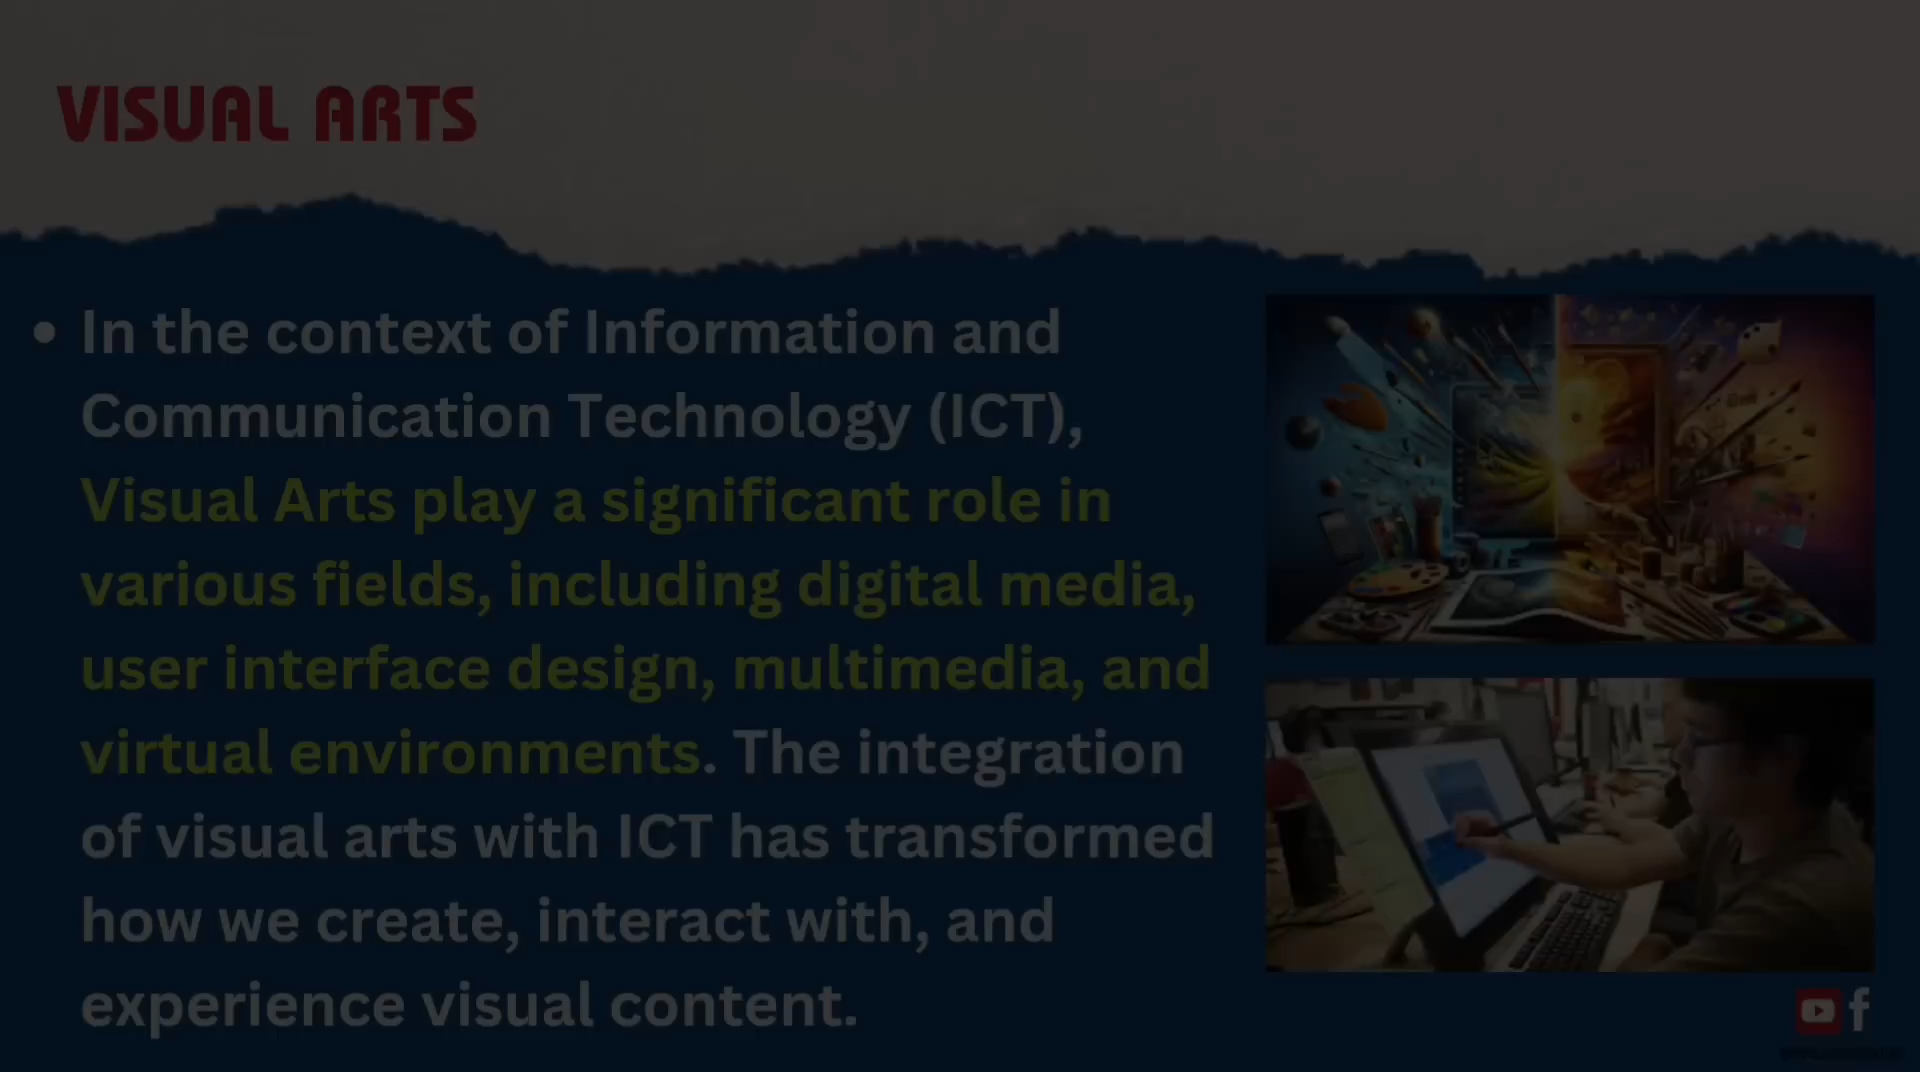 VISUAL ARTS
• In the context of Information and
Communication Technology (ICT),
Visual Arts play a significant role in
various fields, including digital media,
user interface design, multimedia, and
virtual environments. The integration
of visual arts with ICT has transformed
how we create, interact with, and
experience visual content.